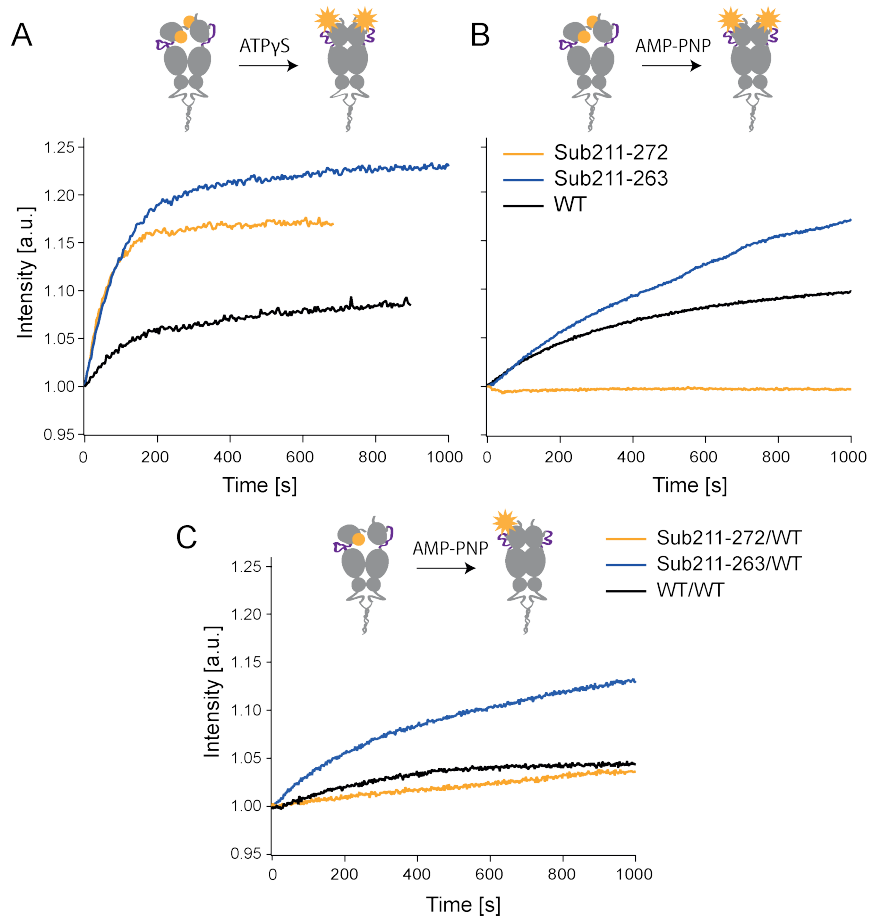 A
ATPγS
B
AMP-PNP
1.25
1.20
1.15
1.10
1.05
1.00
0.95
Intensity [a.u.]
0
200
400
600
800
1000
Time [s]
Sub211-272
Sub211-263
WT
0
200
400
600
800
1000
Time [s]
C
AMP-PNP
Sub211-272/WT
Sub211-263/WT
WT/WT
1.25
1.20
1.15
1.10
1.05
1.00
0.95
Intensity [a.u.]
0
200
400
600
800
1000
Time [s]